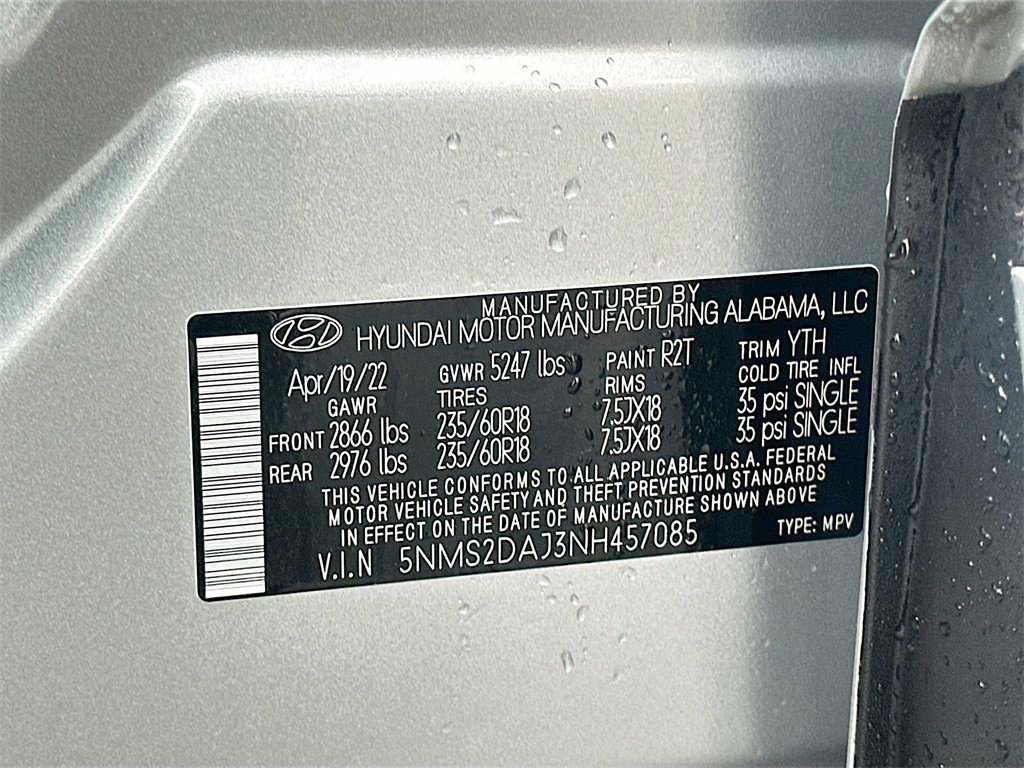 MANUFACTURED BY
HYUNDAI MOTOR MANUFACTURING ALABAMA, LLC
Apr/19/22 GVWR 5247 lbs PAINT R2T TRIM YTH
GAWR TIRES RIMS COLD TIRE INFL
FRONT 2866 lbs 235/60R18 7.5JX18 35 psi SINGLE
REAR 2976 lbs 235/60R18 7.5JX18 35 psi SINGLE
THIS VEHICLE CONFORMS TO ALL APPLICABLE U.S.A. FEDERAL
MOTOR VEHICLE SAFETY AND THEFT PREVENTION STANDARDS
IN EFFECT ON THE DATE OF MANUFACTURE SHOWN ABOVE
V.I.N 5NMS2DAJ3NH457085 TYPE: MPV